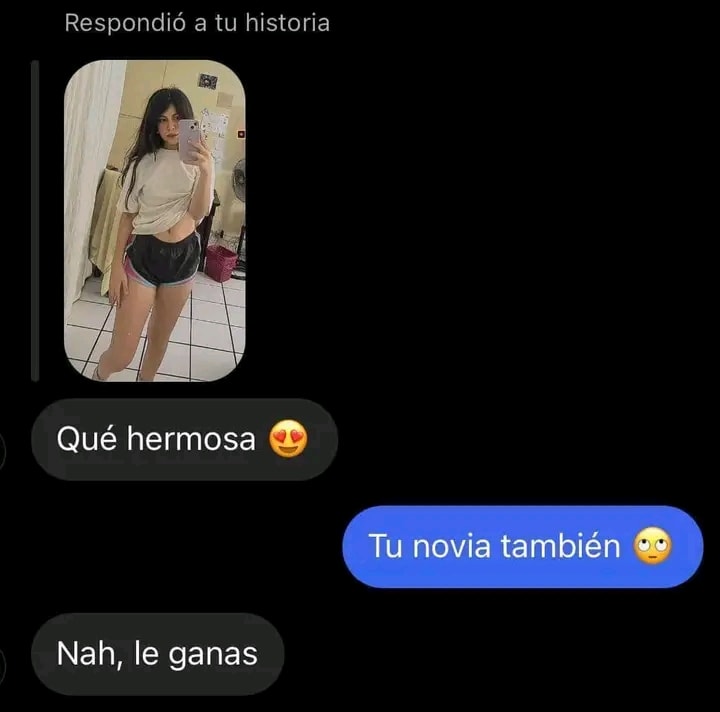 Respondió a tu historia
Qué hermosa 😍
Tu novia también 🙄
Nah, le ganas